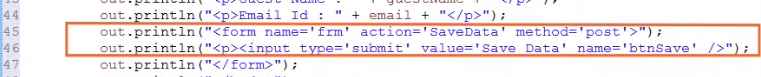 44 out.println("<p>Email Id : " + email + "</p>");
45 out.println("<form name='frm' action='SaveData' method='post'>");
46 out.println("<p><input type='submit' value='Save Data' name='btnSave' />");
47 out.println("</form>");